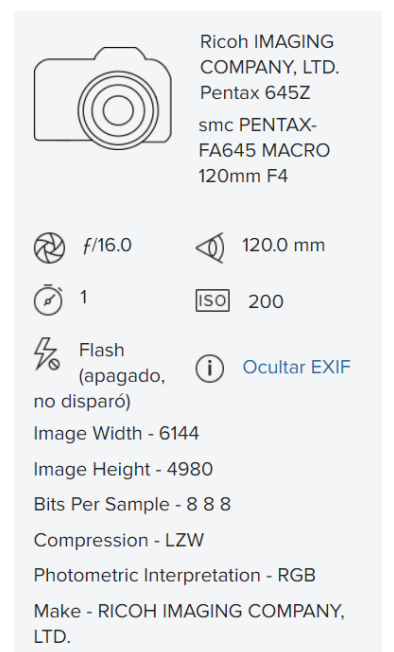 Ricoh IMAGING
COMPANY, LTD.
Pentax 645Z
smc PENTAX-
FA645 MACRO
120mm F4
ƒ/16.0
120.0 mm
1
ISO
200
Flash
(apagado,
no disparó)
i
Ocultar EXIF
Image Width - 6144
Image Height - 4980
Bits Per Sample - 8 8 8
Compression - LZW
Photometric Interpretation - RGB
Make - RICOH IMAGING COMPANY,
LTD.